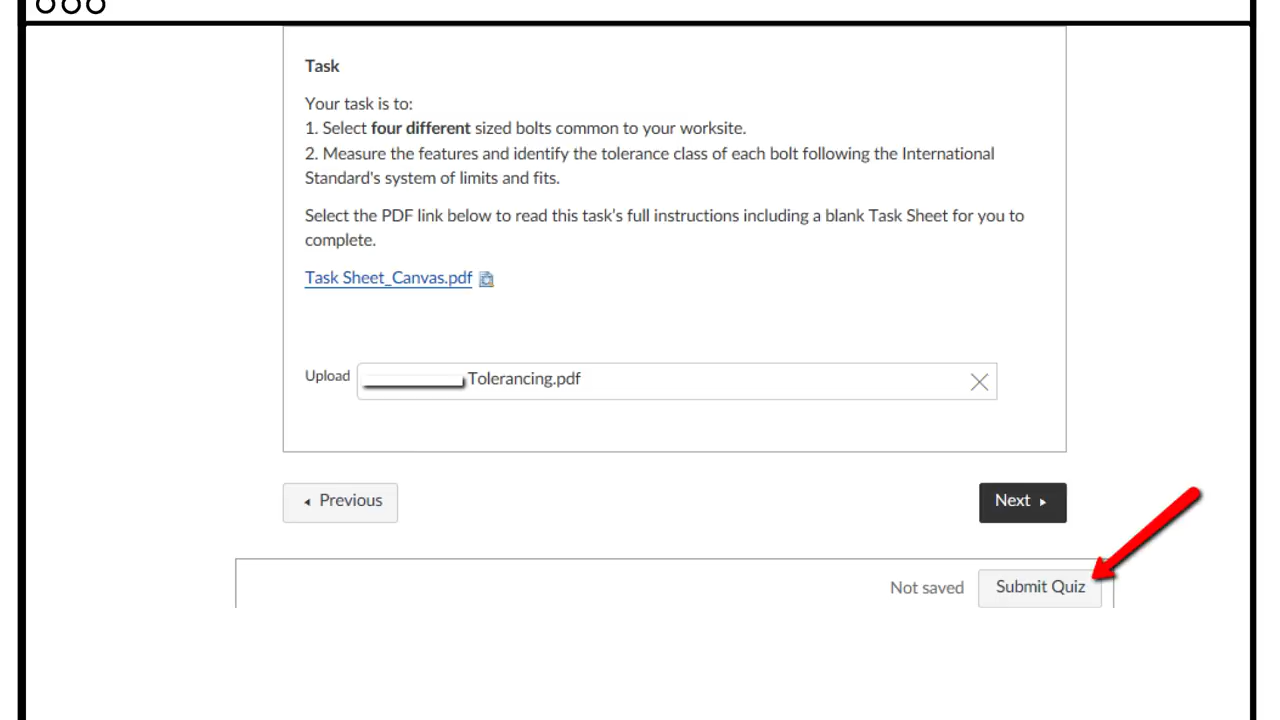 Task
Your task is to:
1. Select four different sized bolts common to your worksite.
2. Measure the features and identify the tolerance class of each bolt following the International
Standard's system of limits and fits.
Select the PDF link below to read this task's full instructions including a blank Task Sheet for you to
complete.
Task Sheet_Canvas.pdf
Upload Tolerancing.pdf
Previous Next
Not saved Submit Quiz